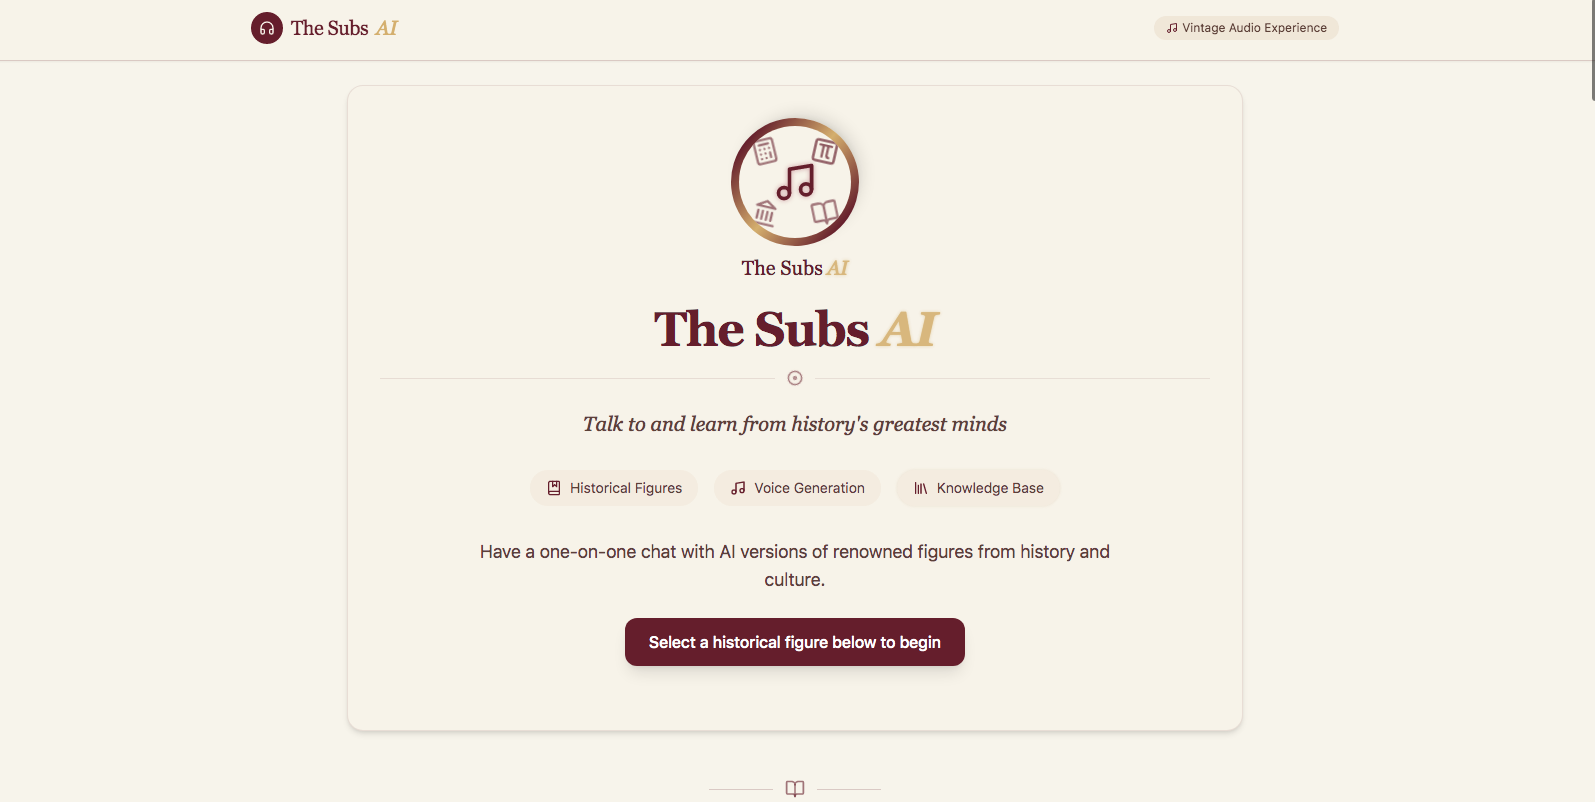 The Subs AI
Vintage Audio Experience
π
The Subs AI
The Subs AI
Talk to and learn from history's greatest minds
Historical Figures
Voice Generation
Knowledge Base
Have a one-on-one chat with AI versions of renowned figures from history and
culture.
Select a historical figure below to begin